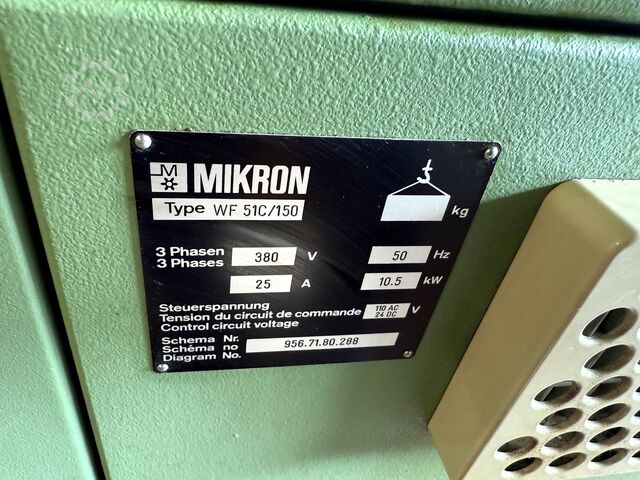 M MIKRON
Type WF 51C/150
kg
3 Phasen 380 V 50 Hz
3 Phases
25 A 10.5 kW
Steuerspannung
Tension du circuit de commande 110 AC V
Control circuit voltage 24 DC
Schema Nr.
Schéma no 956.71.80.288
Diagram No.